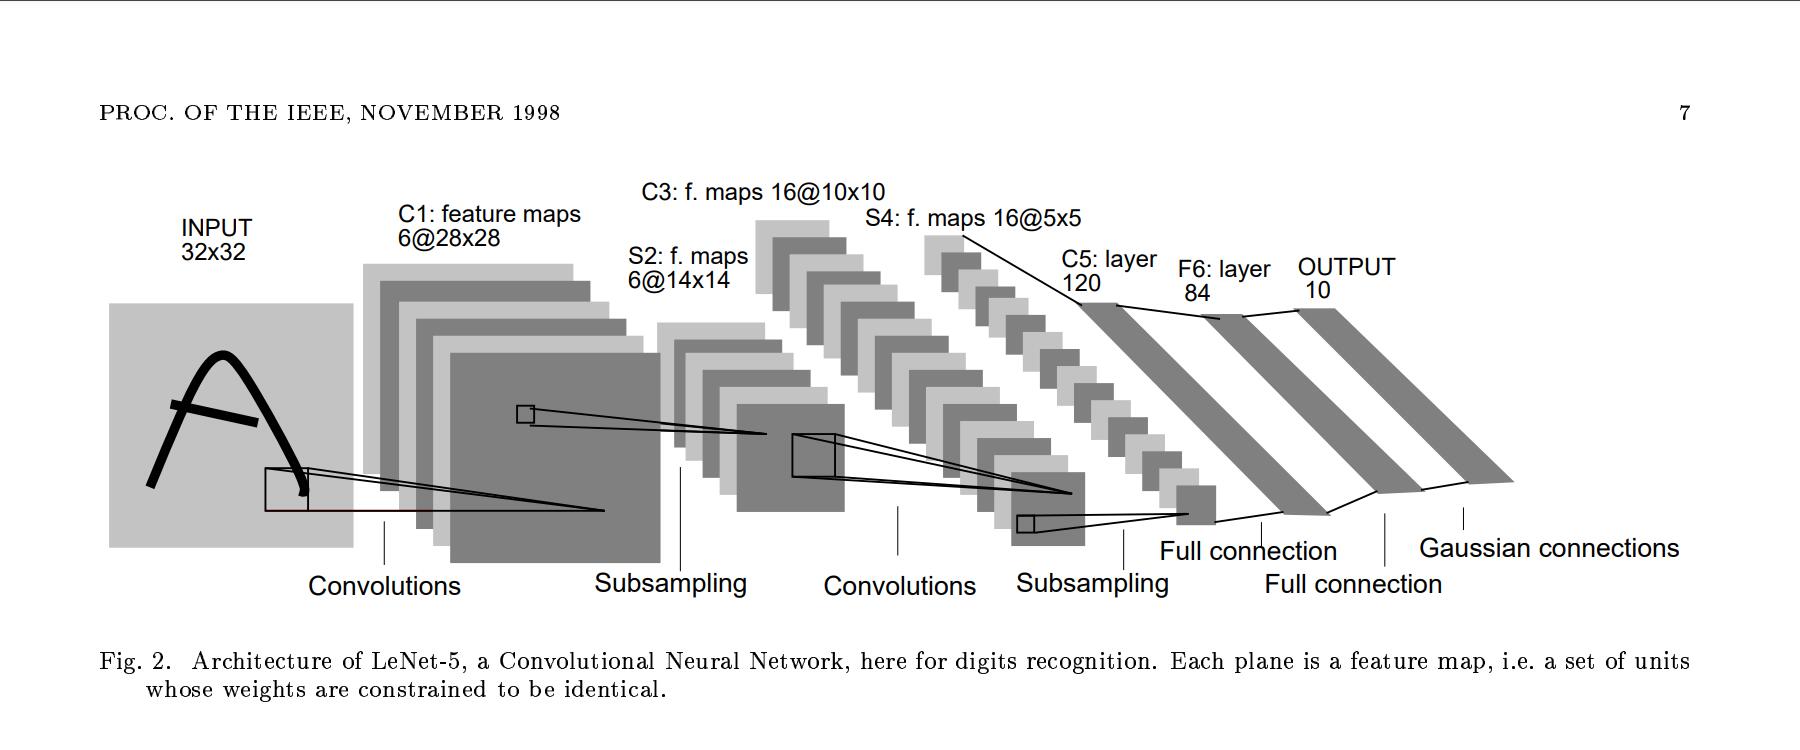 PROC. OF THE IEEE, NOVEMBER 1998 7
INPUT
32x32
C1: feature maps
6@28x28
S2: f. maps
6@14x14
C3: f. maps 16@10x10
S4: f. maps 16@5x5
C5: layer
120
F6: layer
84
OUTPUT
10
A
Convolutions
Subsampling
Convolutions
Subsampling
Full connection
Full connection
Gaussian connections
Fig. 2. Architecture of LeNet-5, a Convolutional Neural Network, here for digits recognition. Each plane is a feature map, i.e. a set of units
whose weights are constrained to be identical.